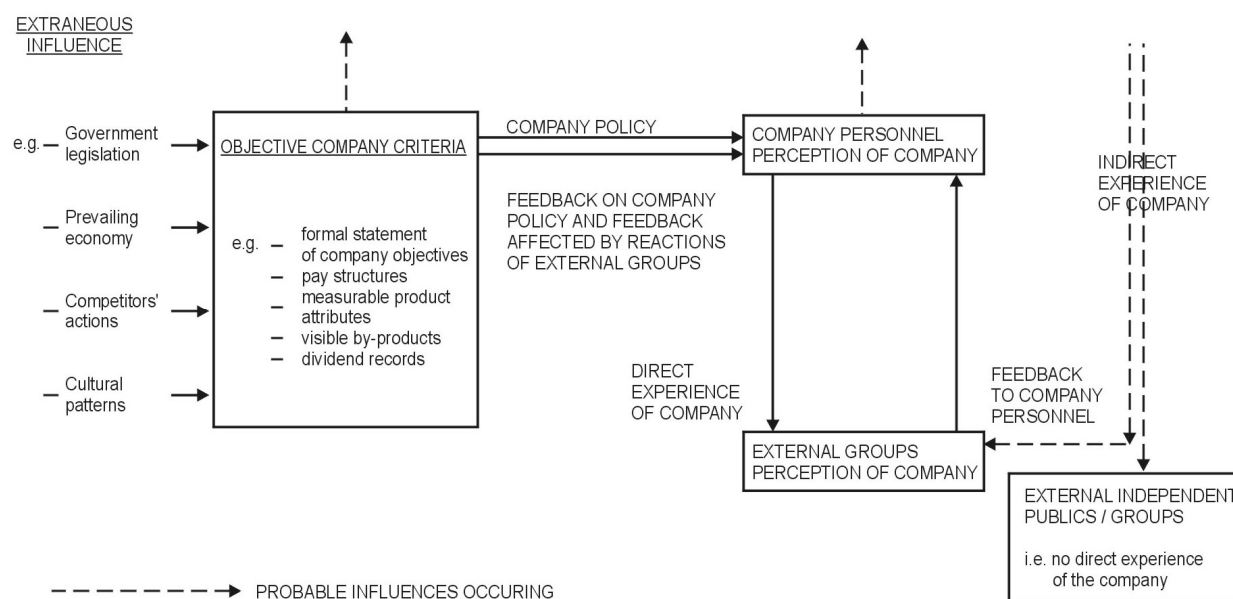 EXTRANEOUS
INFLUENCE
e.g. – Government
legislation
– Prevailing
economy
– Competitors'
actions
– Cultural
patterns
OBJECTIVE COMPANY CRITERIA
e.g. – formal statement
of company objectives
– pay structures
– measurable product
attributes
– visible by-products
– dividend records
COMPANY POLICY
FEEDBACK ON COMPANY
POLICY AND FEEDBACK
AFFECTED BY REACTIONS
OF EXTERNAL GROUPS
COMPANY PERSONNEL
PERCEPTION OF COMPANY
INDIRECT
EXPERIENCE
OF COMPANY
DIRECT
EXPERIENCE
OF COMPANY
FEEDBACK
TO COMPANY
PERSONNEL
EXTERNAL GROUPS
PERCEPTION OF COMPANY
EXTERNAL INDEPENDENT
PUBLICS / GROUPS
i.e. no direct experience
of the company
PROBABLE INFLUENCES OCCURING